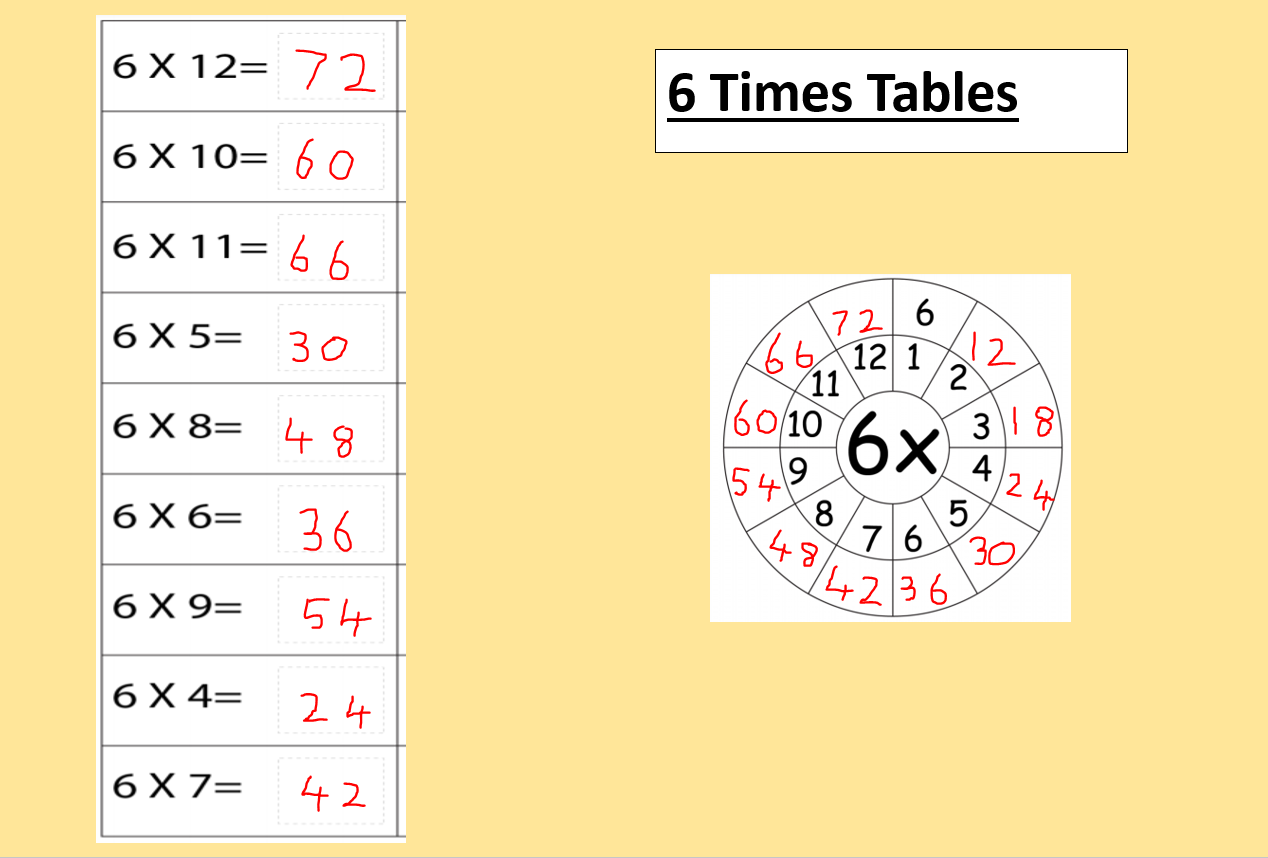 6 X 12= 72
6 X 10= 60
6 X 11= 66
6 X 5= 30
6 X 8= 48
6 X 6= 36
6 X 9= 54
6 X 4= 24
6 X 7= 42
6 Times Tables
6x
1 6
2 12
3 18
4 24
5 30
6 36
7 42
8 48
9 54
10 60
11 66
12 72